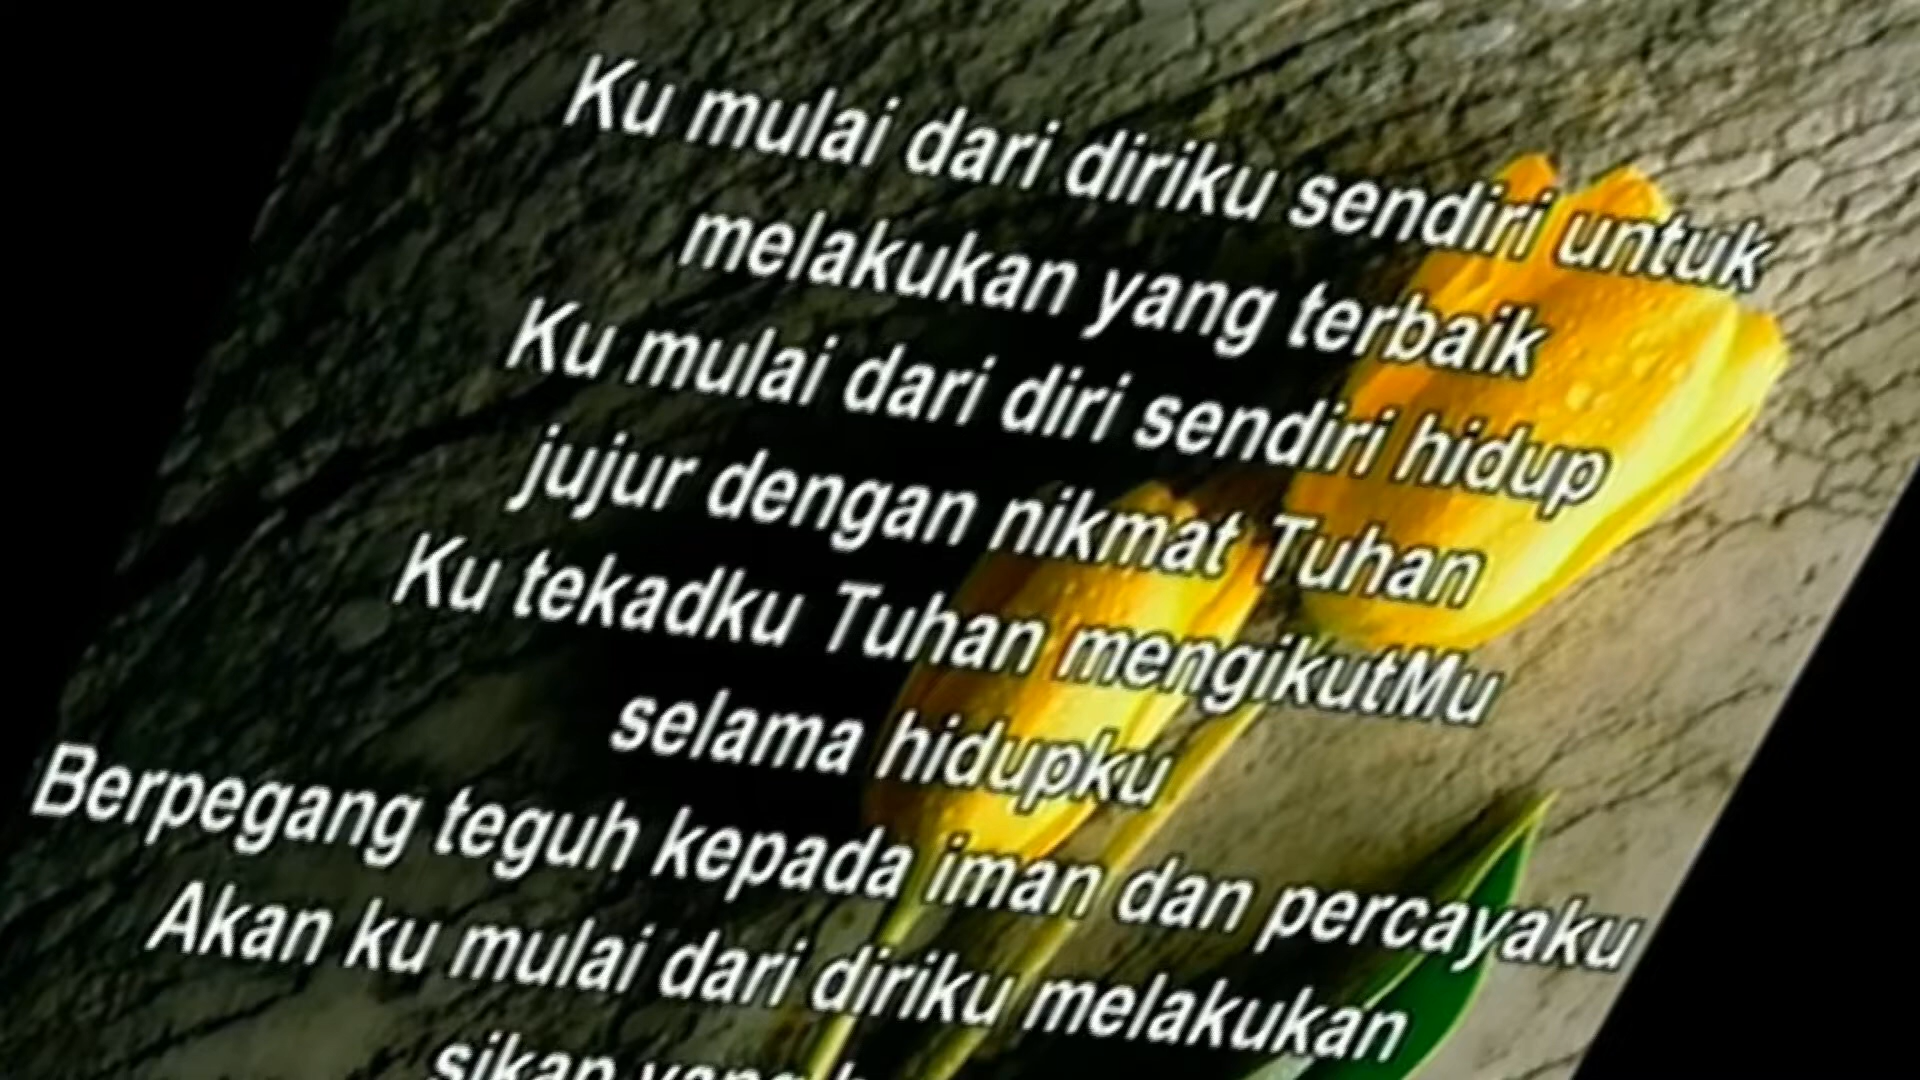 Ku mulai dari diriku sendiri untuk
melakukan yang terbaik
Ku mulai dari diri sendiri hidup
jujur dengan nikmat Tuhan
Ku tekadku Tuhan mengikutMu
selama hidupku
Berpegang teguh kepada iman dan percayaku
Akan ku mulai dari diriku melakukan